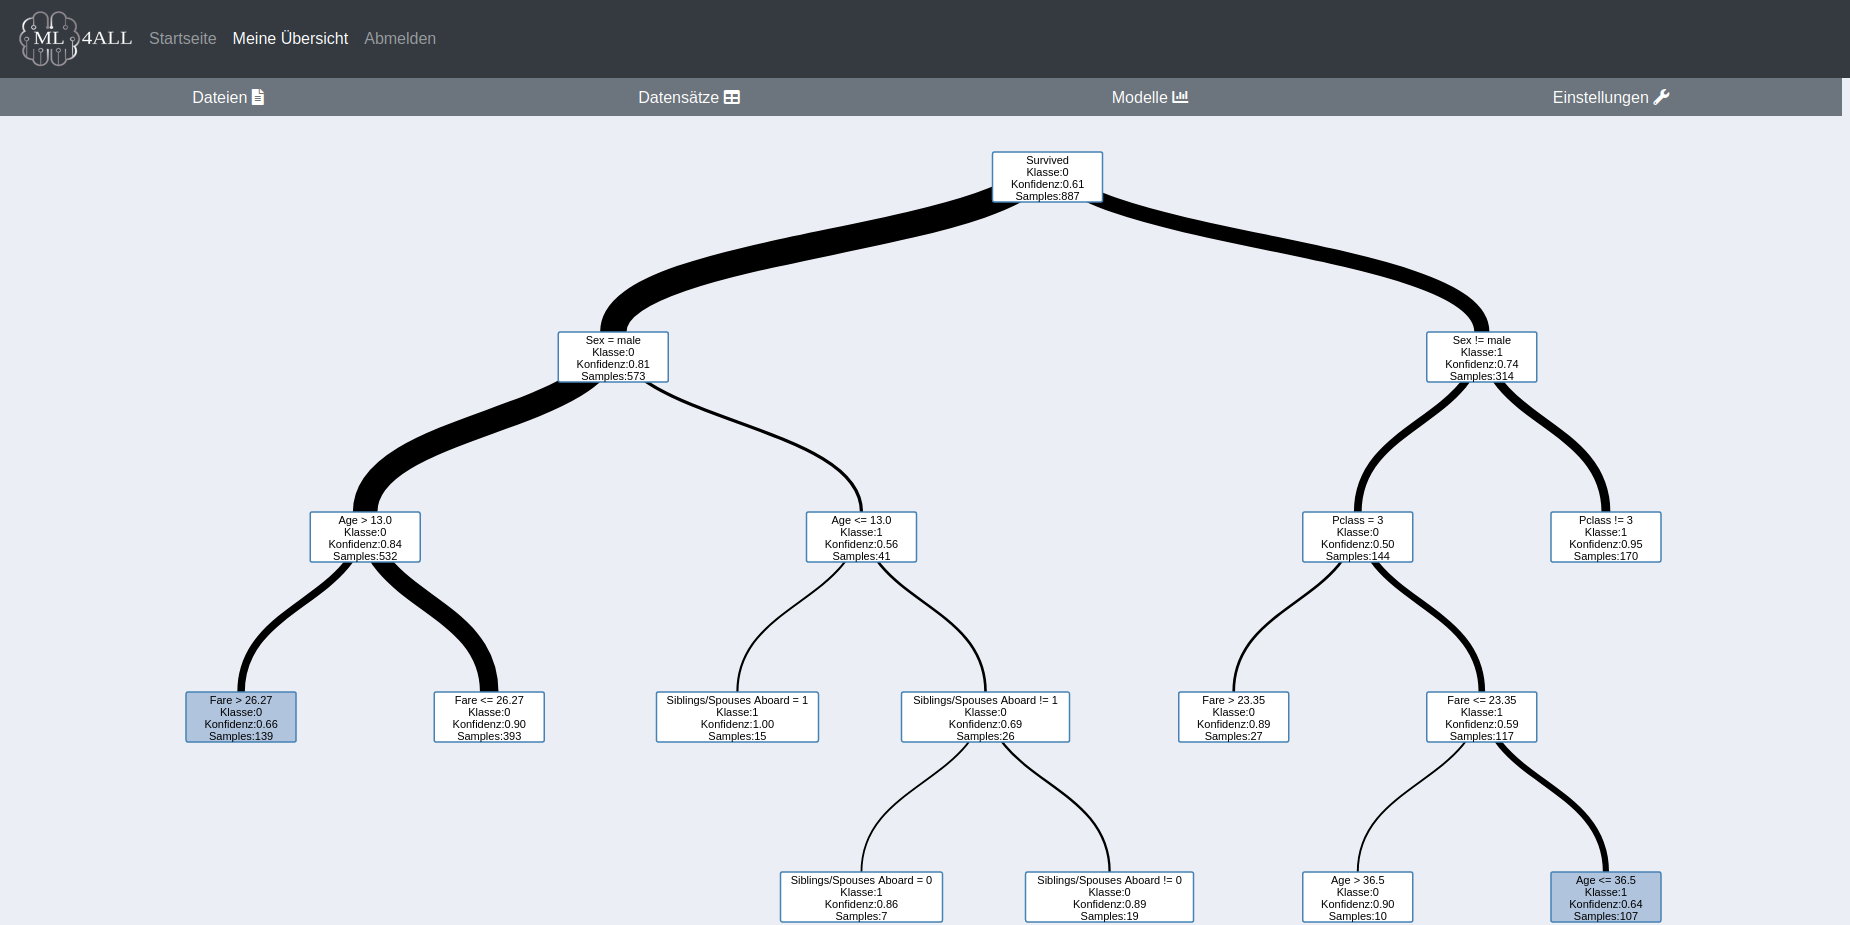 ML 4ALL Startseite Meine Übersicht Abmelden
Dateien Datensätze Modelle Einstellungen
Survived
Klasse:0
Konfidenz:0.61
Samples:887
Sex = male
Klasse:0
Konfidenz:0.81
Samples:573
Sex != male
Klasse:1
Konfidenz:0.74
Samples:314
Age > 13.0
Klasse:0
Konfidenz:0.84
Samples:532
Age <= 13.0
Klasse:1
Konfidenz:0.56
Samples:41
Pclass = 3
Klasse:0
Konfidenz:0.50
Samples:144
Pclass != 3
Klasse:1
Konfidenz:0.95
Samples:170
Fare > 26.27
Klasse:0
Konfidenz:0.66
Samples:139
Fare <= 26.27
Klasse:0
Konfidenz:0.90
Samples:393
Siblings/Spouses Aboard = 1
Klasse:1
Konfidenz:1.00
Samples:15
Siblings/Spouses Aboard != 1
Klasse:0
Konfidenz:0.69
Samples:26
Fare > 23.35
Klasse:0
Konfidenz:0.89
Samples:27
Fare <= 23.35
Klasse:1
Konfidenz:0.59
Samples:117
Siblings/Spouses Aboard = 0
Klasse:1
Konfidenz:0.86
Samples:7
Siblings/Spouses Aboard != 0
Klasse:0
Konfidenz:0.89
Samples:19
Age > 36.5
Klasse:0
Konfidenz:0.90
Samples:10
Age <= 36.5
Klasse:1
Konfidenz:0.64
Samples:107